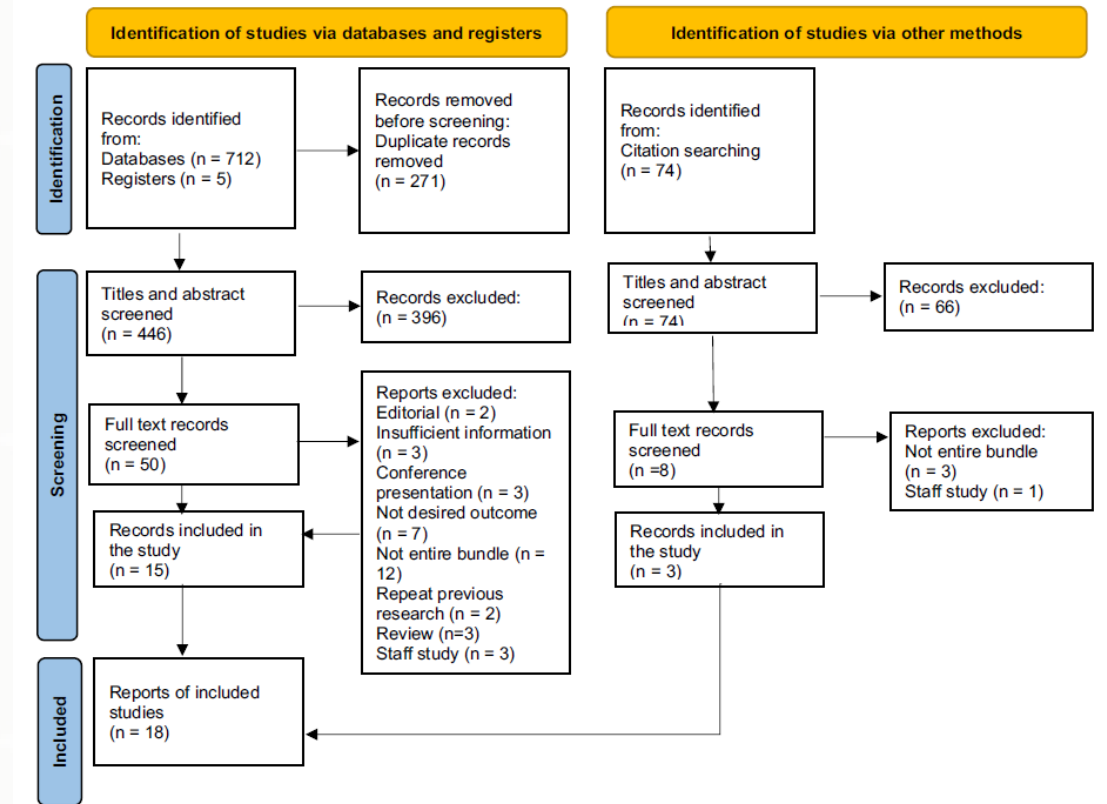 Identification of studies via databases and registers
Identification of studies via other methods
Identification
Records identified
from:
Databases (n = 712)
Registers (n = 5)
Records removed
before screening:
Duplicate records
removed
(n = 271)
Records identified
from:
Citation searching
(n = 74)
Screening
Titles and abstract
screened
(n = 446)
Records excluded:
(n = 396)
Titles and abstract
screened
(n = 74)
Records excluded:
(n = 66)
Full text records
screened
(n = 50)
Reports excluded:
Editorial (n = 2)
Insufficient information
(n = 3)
Conference
presentation (n = 3)
Not desired outcome
(n = 7)
Not entire bundle (n =
12)
Repeat previous
research (n = 2)
Review (n=3)
Staff study (n = 3)
Full text records
screened
(n =8)
Reports excluded:
Not entire bundle
(n = 3)
Staff study (n = 1)
Records included in
the study
(n = 15)
Records included in
the study
(n = 3)
Included
Reports of included
studies
(n = 18)